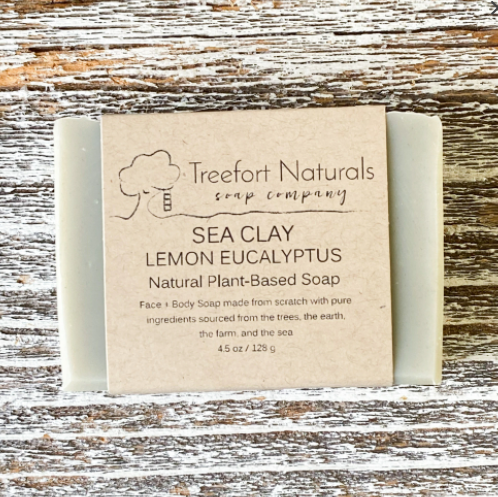 Treefort Naturals
soap company
SEA CLAY
LEMON EUCALYPTUS
Natural Plant-Based Soap
Face + Body Soap made from scratch with pure
ingredients sourced from the trees, the earth,
the farm, and the sea
4.5 oz / 128 g